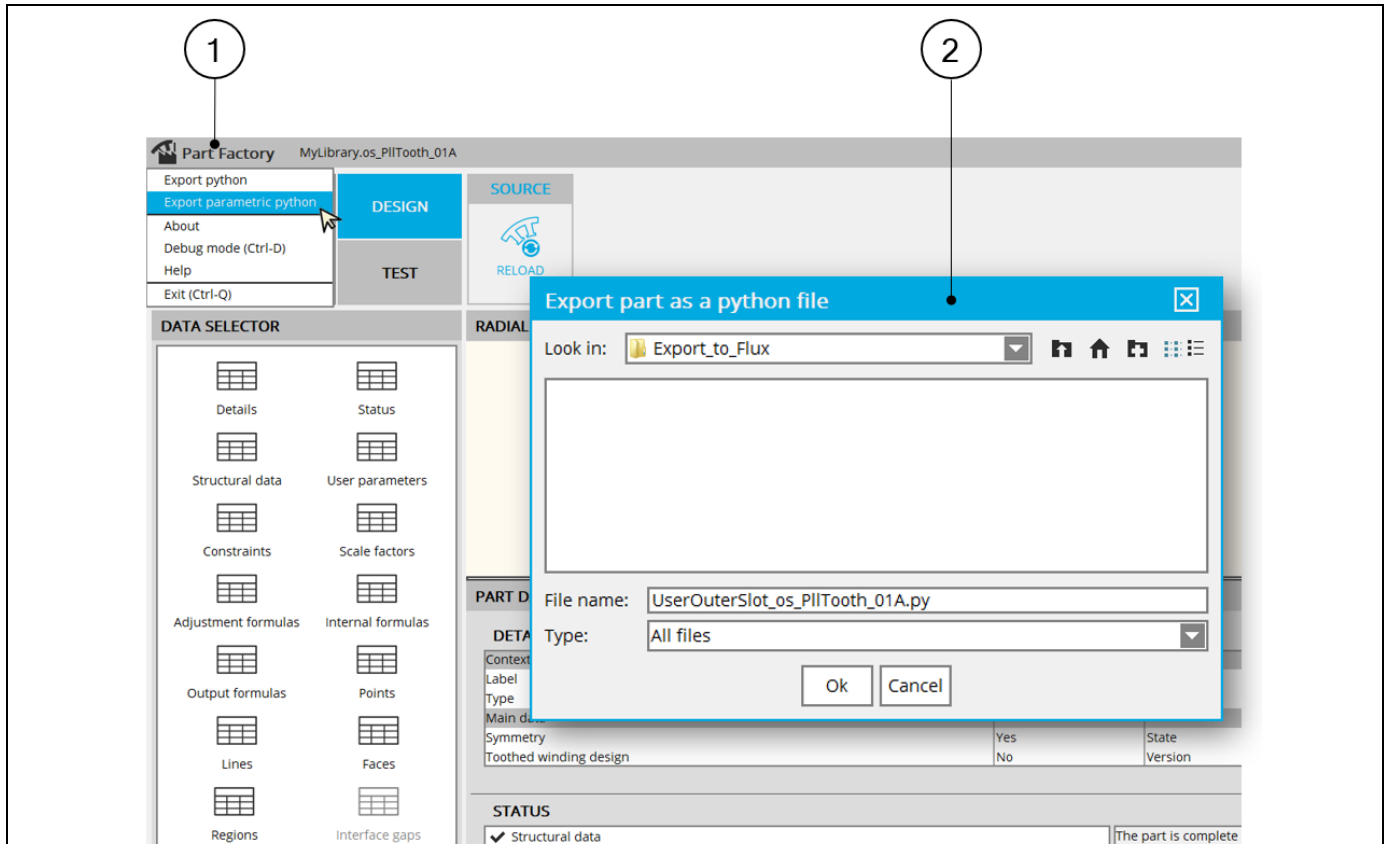 1
2
Part Factory MyLibrary.os_PllTooth_01A
Export python
Export parametric python
About
Debug mode (Ctrl-D)
Help
Exit (Ctrl-Q)
DESIGN
TEST
SOURCE
RELOAD
DATA SELECTOR
Details Status
Structural data User parameters
Constraints Scale factors
Adjustment formulas Internal formulas
Output formulas Points
Lines Faces
Regions Interface gaps
RADIAL
Export part as a python file
Look in: Export_to_Flux
File name: UserOuterSlot_os_PllTooth_01A.py
Type: All files
Ok Cancel
PART D
DETA
Context
Label
Type
Main da
Symmetry Yes State
Toothed winding design No Version
STATUS
✔ Structural data The part is complete